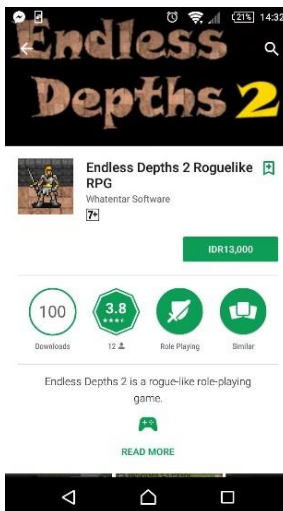 21% 14:32
Endless
Depths 2
Endless Depths 2 Roguelike
RPG
Whatentar Software
7+
IDR13,000
100
3.8
Downloads
12
Role Playing
Similar
Endless Depths 2 is a rogue-like role-playing
game.
READ MORE